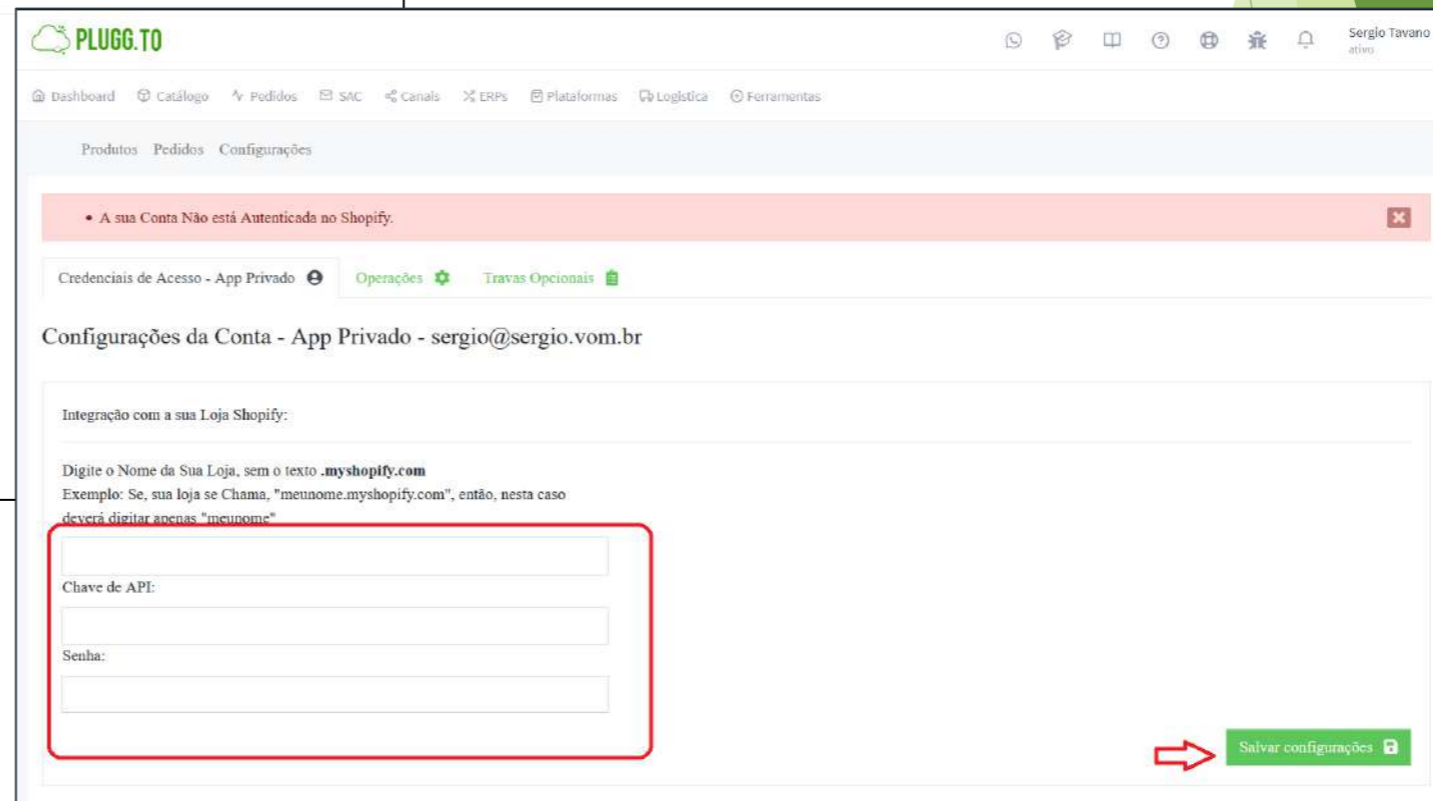 PLUGG.TO
Sergio Tavano
ativo
Dashboard Catálogo Pedidos SAC Canais ERPs Plataformas Logística Ferramentas
Produtos Pedidos Configurações
• A sua Conta Não está Autenticada no Shopify.
Credenciais de Acesso - App Privado Operações Travas Opcionais
Configurações da Conta - App Privado - sergio@sergio.vom.br
Integração com a sua Loja Shopify:
Digite o Nome da Sua Loja, sem o texto .myshopify.com
Exemplo: Se, sua loja se Chama, "meunome.myshopify.com", então, nesta caso
deverá digitar apenas "meunome"
Chave de API:
Senha:
Salvar configurações